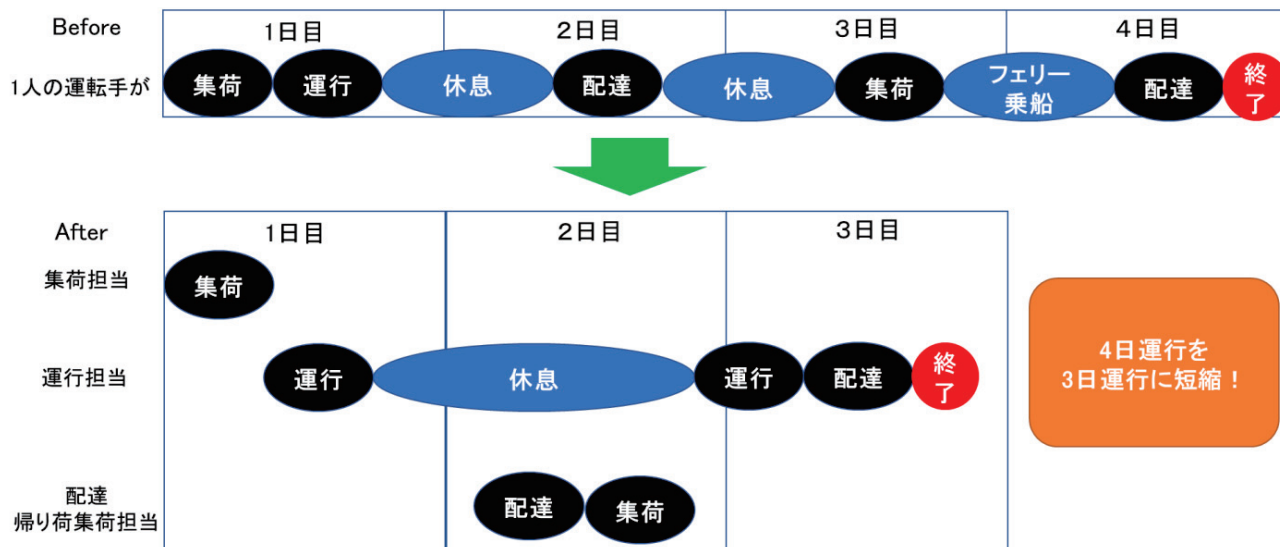 Before
1日目
2日目
3日目
4日目
1人の運転手が
集荷
運行
休息
配達
休息
集荷
フェリー
乗船
配達
終
了
After
1日目
2日目
3日目
集荷担当
集荷
運行担当
運行
休息
運行
配達
終
了
4日運行を
3日運行に短縮！
配達
帰り荷集荷担当
配達
集荷